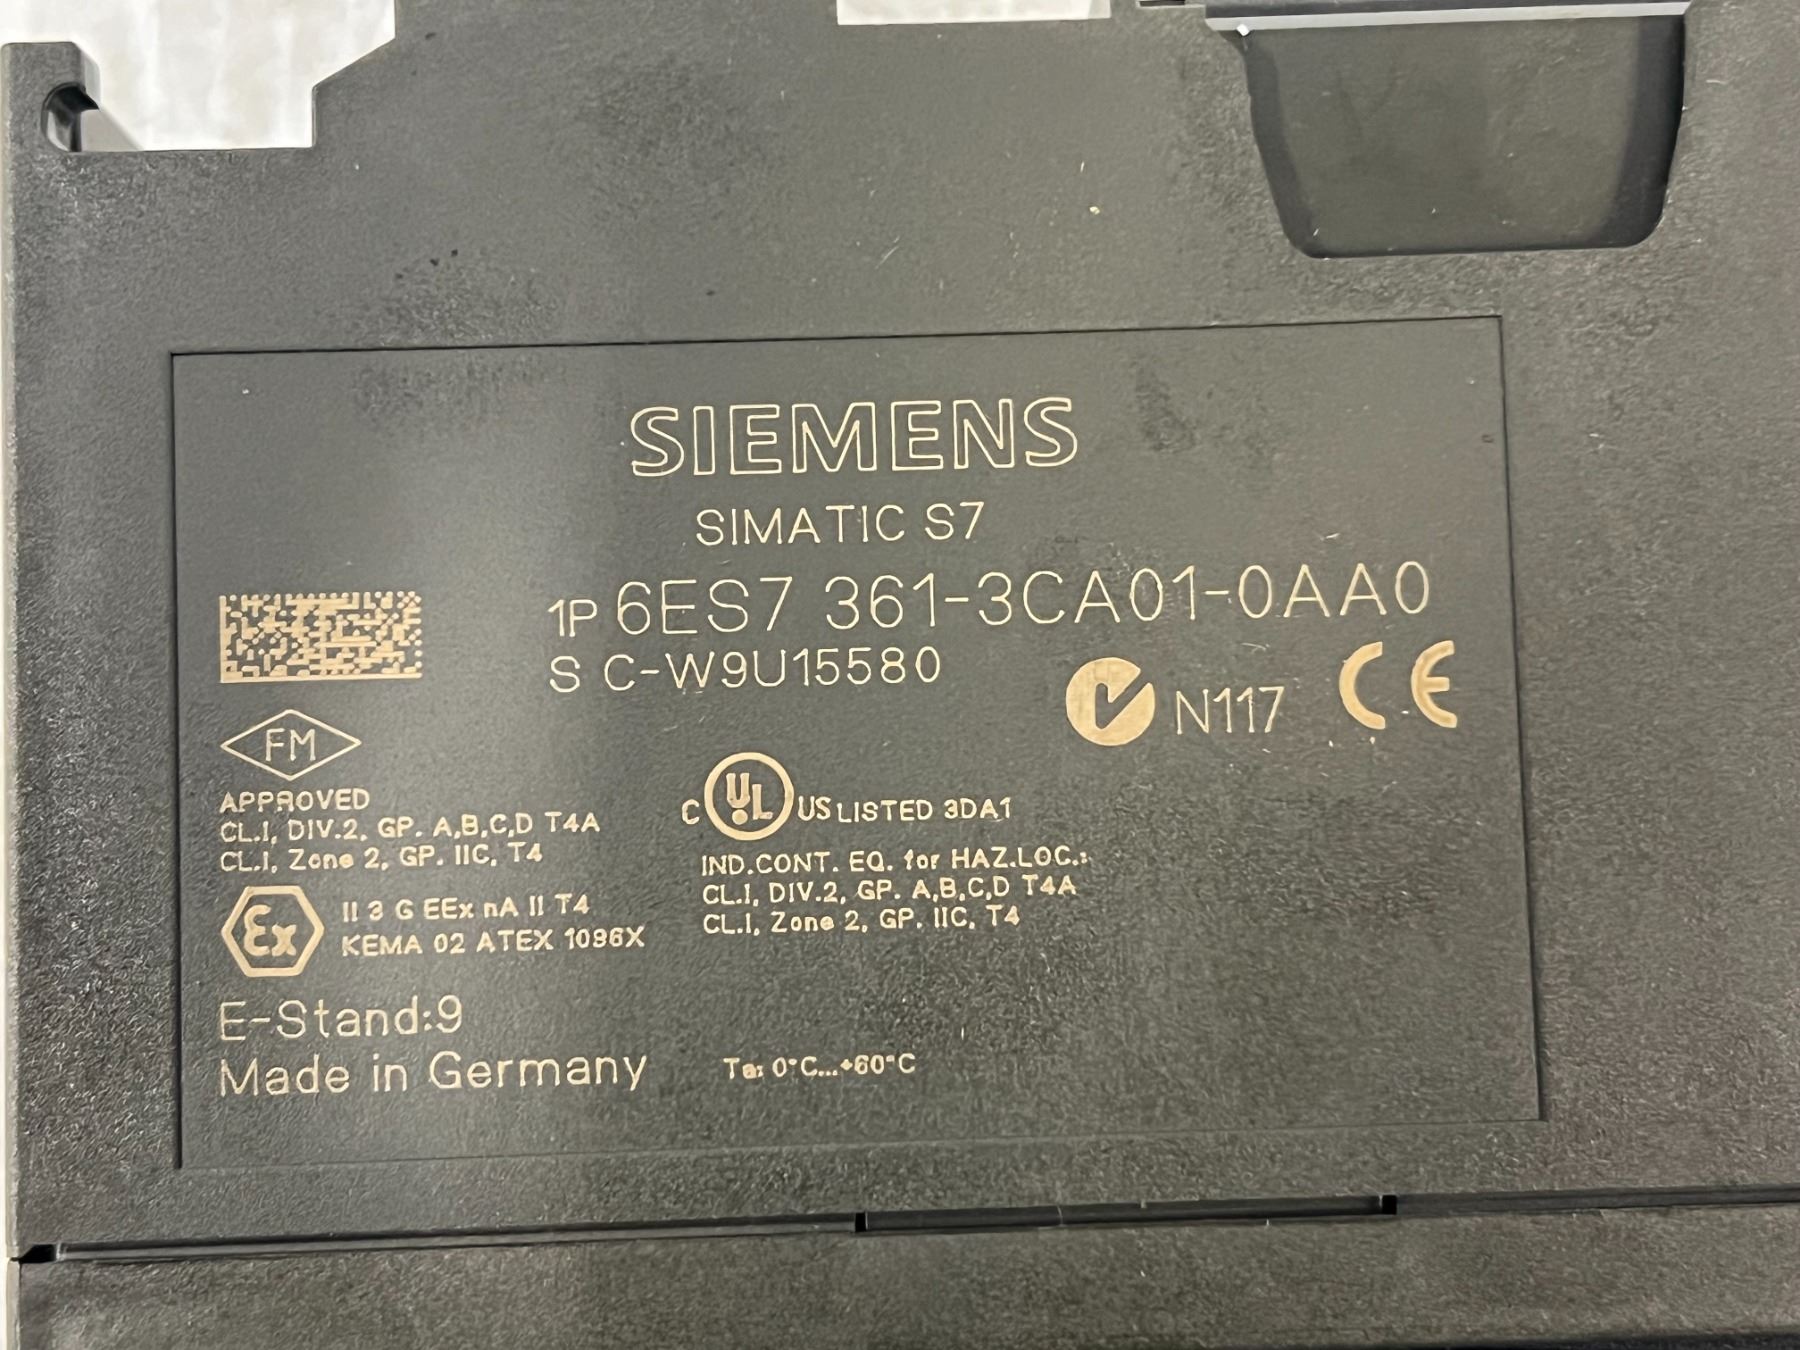 SIEMENS
SIMATIC S7
1P 6ES7 361-3CA01-0AA0
S C-W9U15580
N117 CE
FM
APPROVED
CL.I, DIV.2, GP. A,B,C,D T4A
CL.I, Zone 2, GP. IIC, T4
C UL US LISTED 3DA1
IND.CONT. EQ. for HAZ.LOC.:
CL.I, DIV.2, GP. A,B,C,D T4A
CL.I, Zone 2, GP. IIC, T4
Ex II 3 G EEx nA II T4
KEMA 02 ATEX 1096X
E-Stand:9
Made in Germany
Ta: 0°C...+60°C